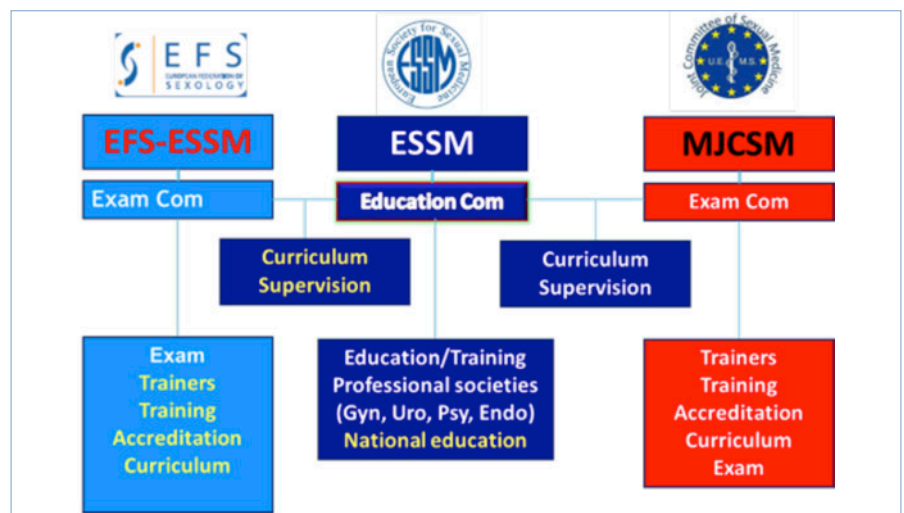 EFS
EUROPEAN FEDERATION OF
SEXOLOGY
European Society for Sexual Medicine
ESSM
Joint Committee of Sexual Medicine
U.E.M.S.
EFS-ESSM
ESSM
MJCSM
Exam Com
Education Com
Exam Com
Curriculum
Supervision
Curriculum
Supervision
Exam
Trainers
Training
Accreditation
Curriculum
Education/Training
Professional societies
(Gyn, Uro, Psy, Endo)
National education
Trainers
Training
Accreditation
Curriculum
Exam